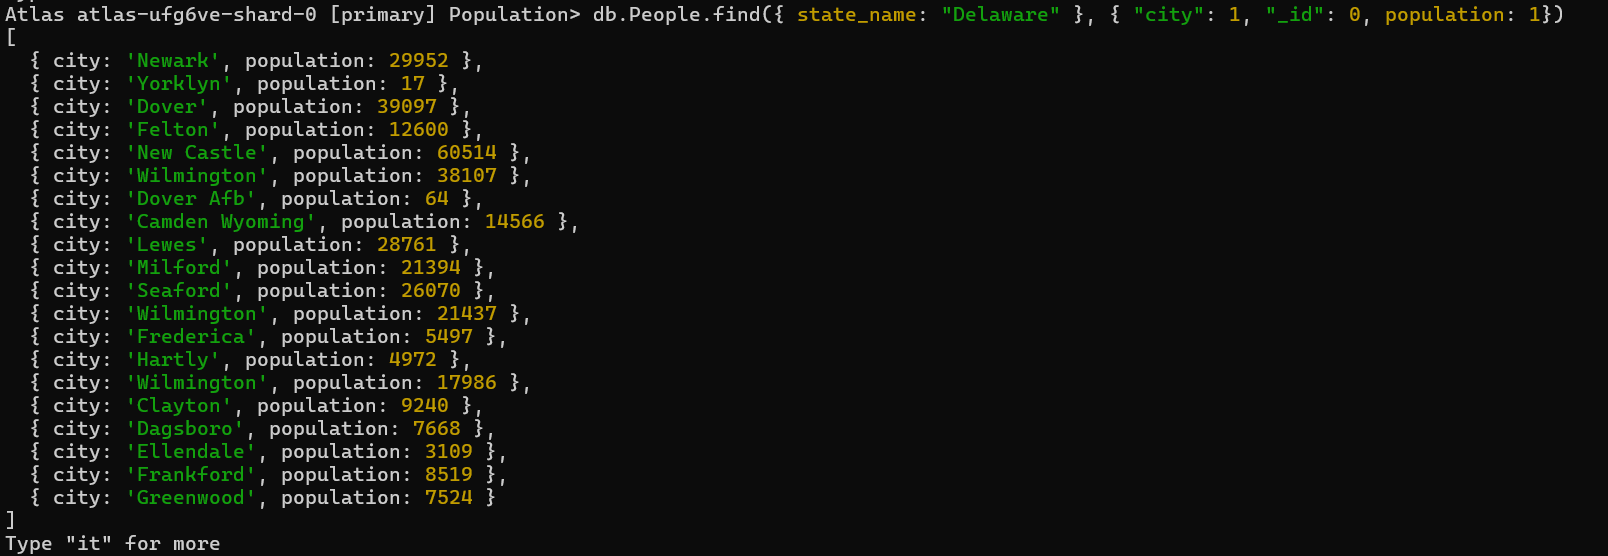 Atlas atlas-ufg6ve-shard-0 [primary] Population> db.People.find({ state_name: "Delaware" }, { "city": 1, "_id": 0, population: 1})
[
  { city: 'Newark', population: 29952 },
  { city: 'Yorklyn', population: 17 },
  { city: 'Dover', population: 39097 },
  { city: 'Felton', population: 12600 },
  { city: 'New Castle', population: 60514 },
  { city: 'Wilmington', population: 38107 },
  { city: 'Dover Afb', population: 64 },
  { city: 'Camden Wyoming', population: 14566 },
  { city: 'Lewes', population: 28761 },
  { city: 'Milford', population: 21394 },
  { city: 'Seaford', population: 26070 },
  { city: 'Wilmington', population: 21437 },
  { city: 'Frederica', population: 5497 },
  { city: 'Hartly', population: 4972 },
  { city: 'Wilmington', population: 17986 },
  { city: 'Clayton', population: 9240 },
  { city: 'Dagsboro', population: 7668 },
  { city: 'Ellendale', population: 3109 },
  { city: 'Frankford', population: 8519 },
  { city: 'Greenwood', population: 7524 }
]
Type "it" for more